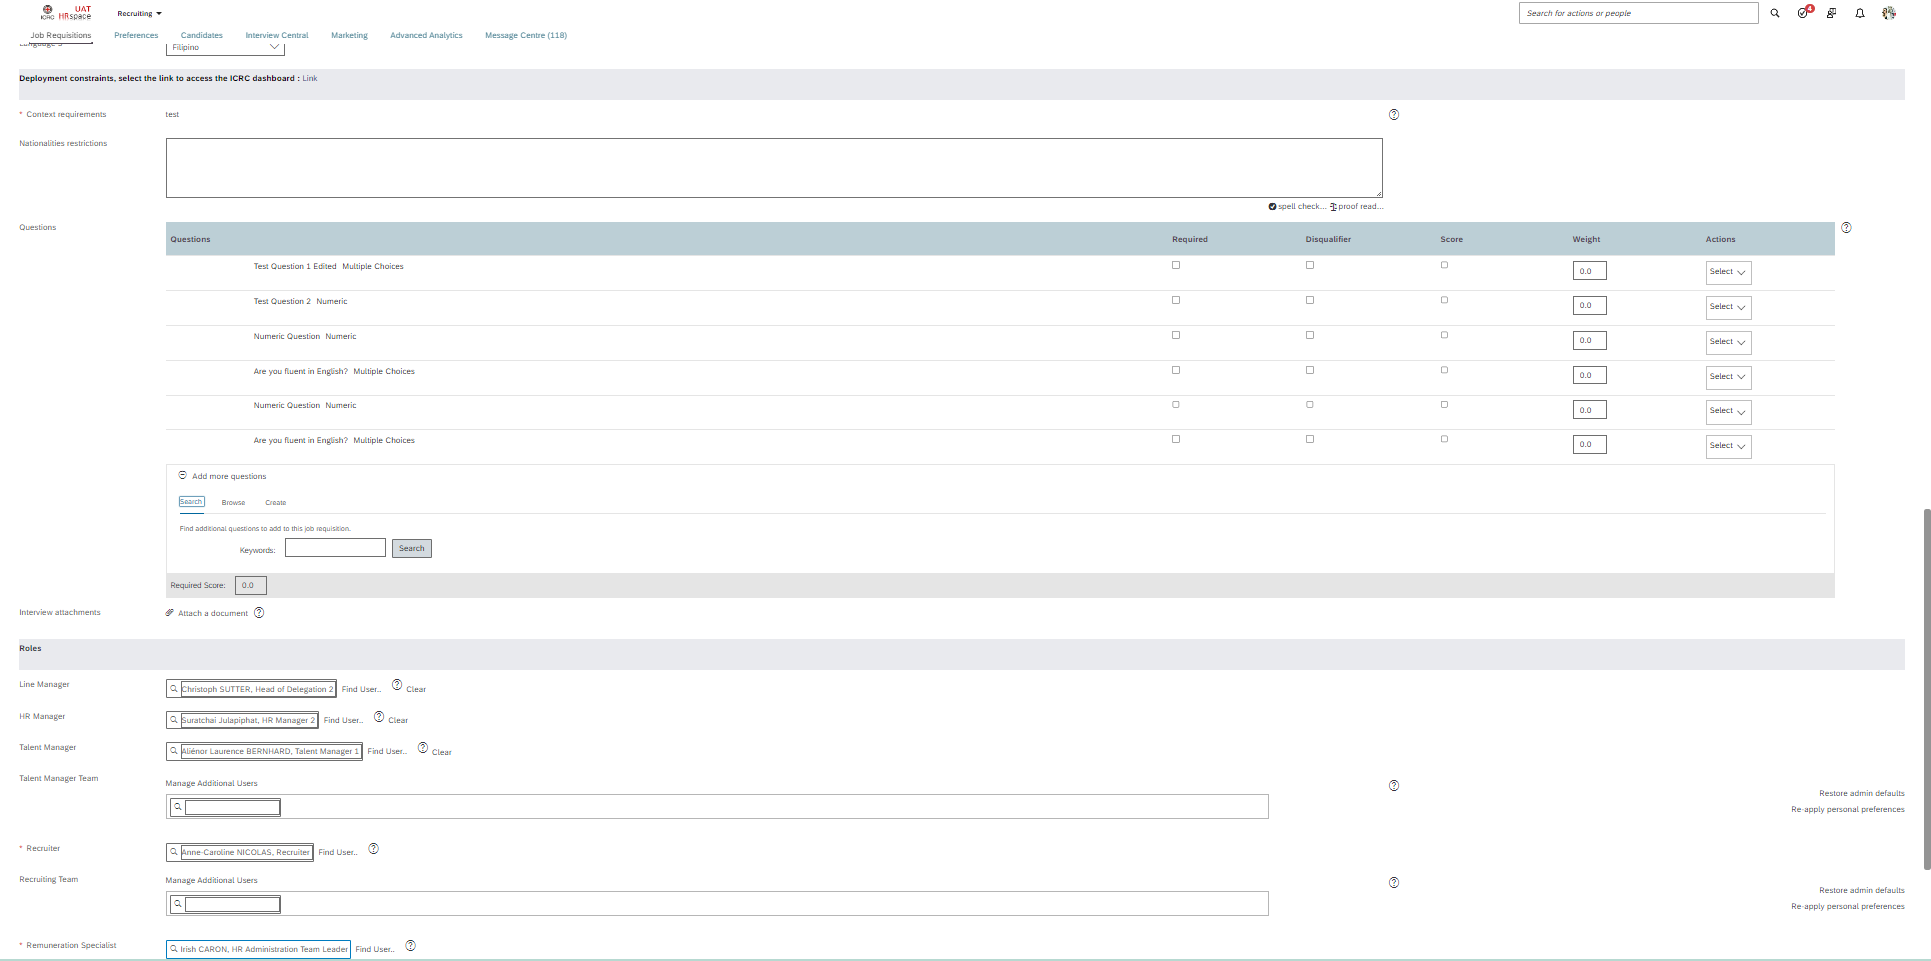 ICRC UAT HRspace
Recruiting
Search for actions or people
4
Job Requisitions Preferences Candidates Interview Central Marketing Advanced Analytics Message Centre (118)
Filipino
Deployment constraints, select the link to access the ICRC dashboard : Link
* Context requirements test
Nationalities restrictions
spell check... proof read...
Questions
Questions Required Disqualifier Score Weight Actions
Test Question 1 Edited Multiple Choices 0.0 Select
Test Question 2 Numeric 0.0 Select
Numeric Question Numeric 0.0 Select
Are you fluent in English? Multiple Choices 0.0 Select
Numeric Question Numeric 0.0 Select
Are you fluent in English? Multiple Choices 0.0 Select
Add more questions
Search Browse Create
Find additional questions to add to this job requisition.
Keywords: Search
Required Score: 0.0
Interview attachments Attach a document
Roles
Line Manager Christoph SUTTER, Head of Delegation 2 Find User.. Clear
HR Manager Suratchai Julapiphat, HR Manager 2 Find User.. Clear
Talent Manager Aliénor Laurence BERNHARD, Talent Manager 1 Find User.. Clear
Talent Manager Team Manage Additional Users
Restore admin defaults
Re-apply personal preferences
* Recruiter Anne-Caroline NICOLAS, Recruiter Find User..
Recruiting Team Manage Additional Users
Restore admin defaults
Re-apply personal preferences
* Remuneration Specialist Irish CARON, HR Administration Team Leader Find User..